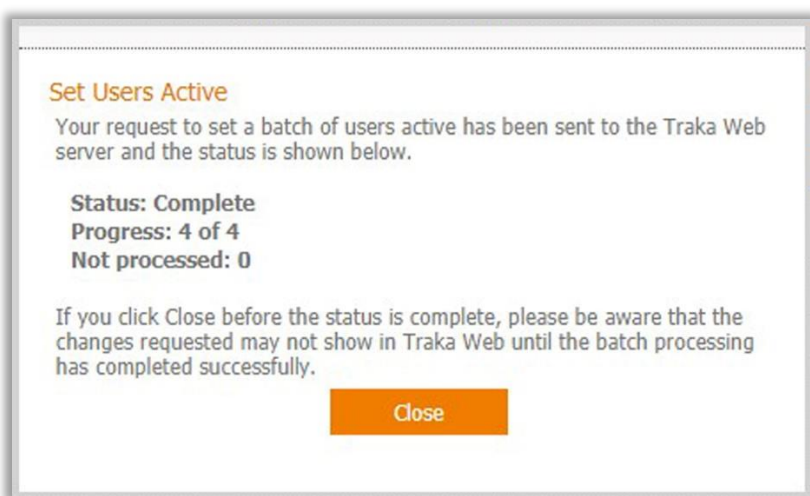 Set Users Active
Your request to set a batch of users active has been sent to the Traka Web
server and the status is shown below.
Status: Complete
Progress: 4 of 4
Not processed: 0
If you click Close before the status is complete, please be aware that the
changes requested may not show in Traka Web until the batch processing
has completed successfully.
Close